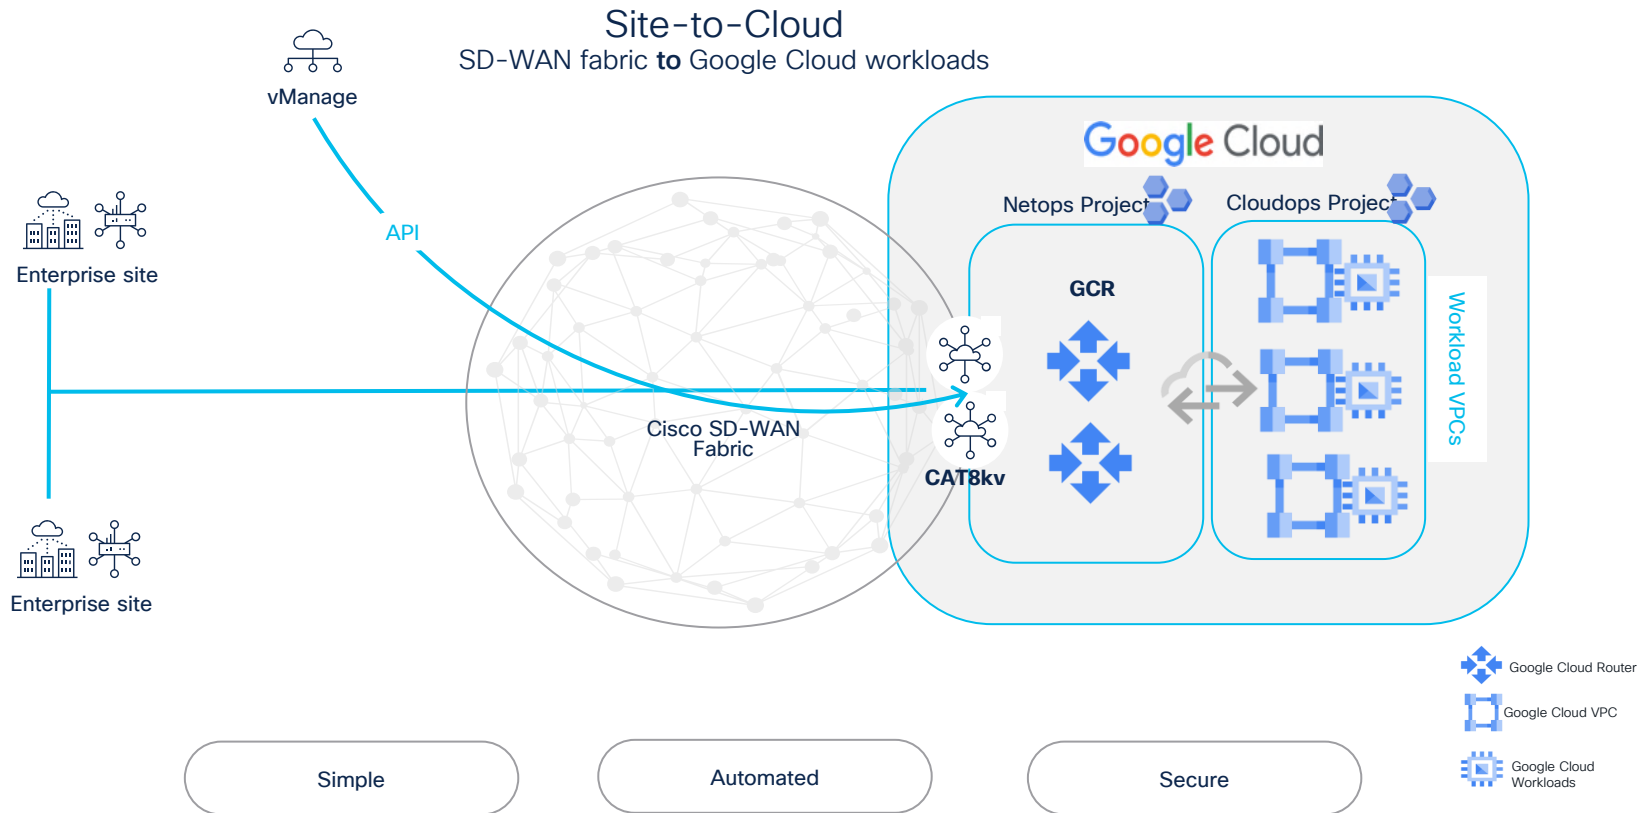 Site-to-Cloud
SD-WAN fabric to Google Cloud workloads
vManage
API
Enterprise site
Enterprise site
Cisco SD-WAN
Fabric
CAT8kv
Google Cloud
Netops Project
Cloudops Project
GCR
Workload VPCs
Google Cloud Router
Google Cloud VPC
Google Cloud
Workloads
Simple
Automated
Secure